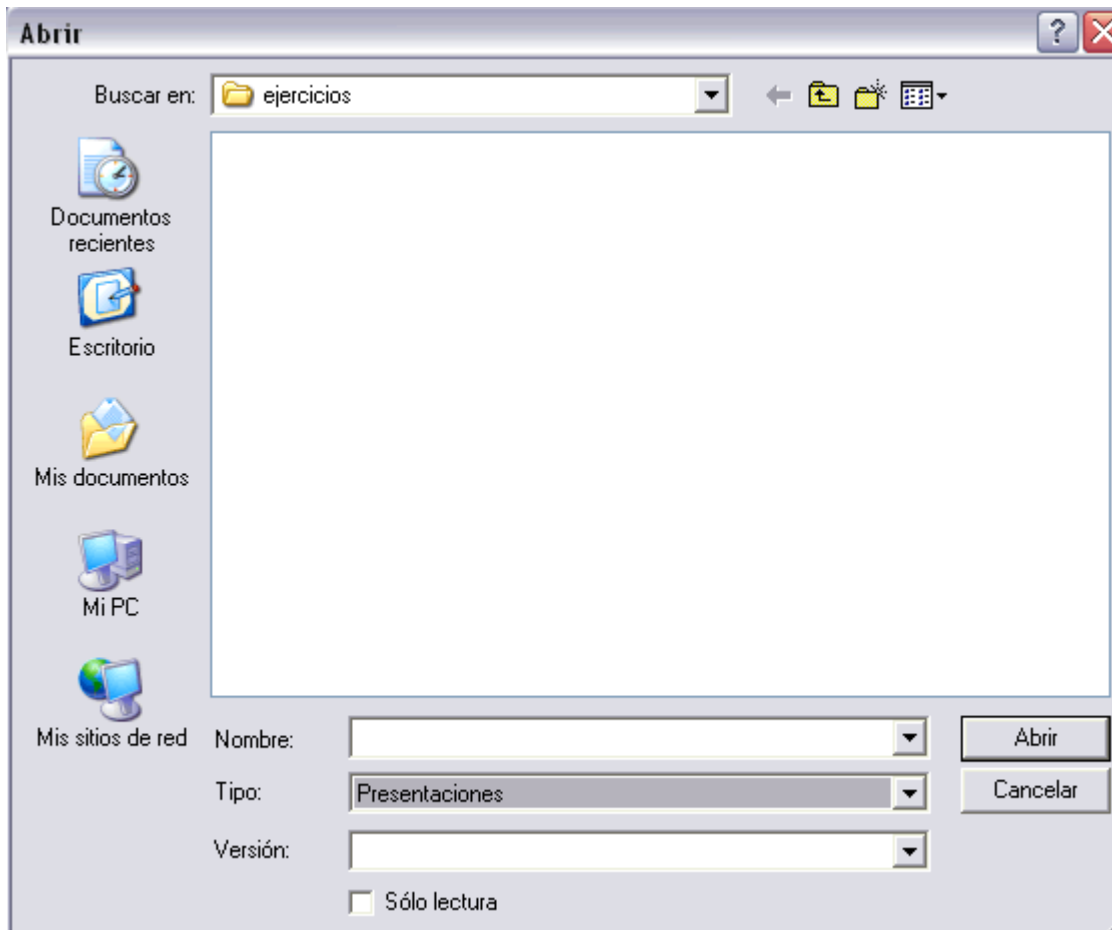 Abrir
Buscar en:
ejercicios
Documentos
recientes
Escritorio
Mis documentos
Mi PC
Mis sitios de red
Nombre:
Abrir
Tipo:
Presentaciones
Cancelar
Versión:
Sólo lectura